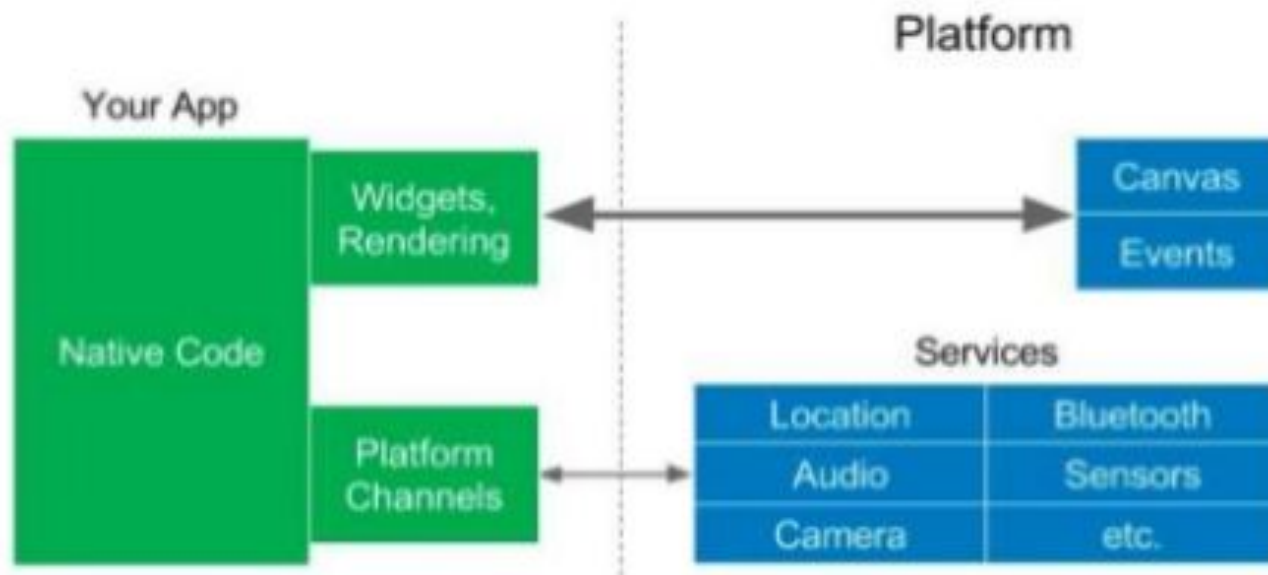 Platform
Your App
Widgets,
Rendering
Canvas
Events
Native Code
Services
Platform
Channels
Location
Bluetooth
Audio
Sensors
Camera
etc.